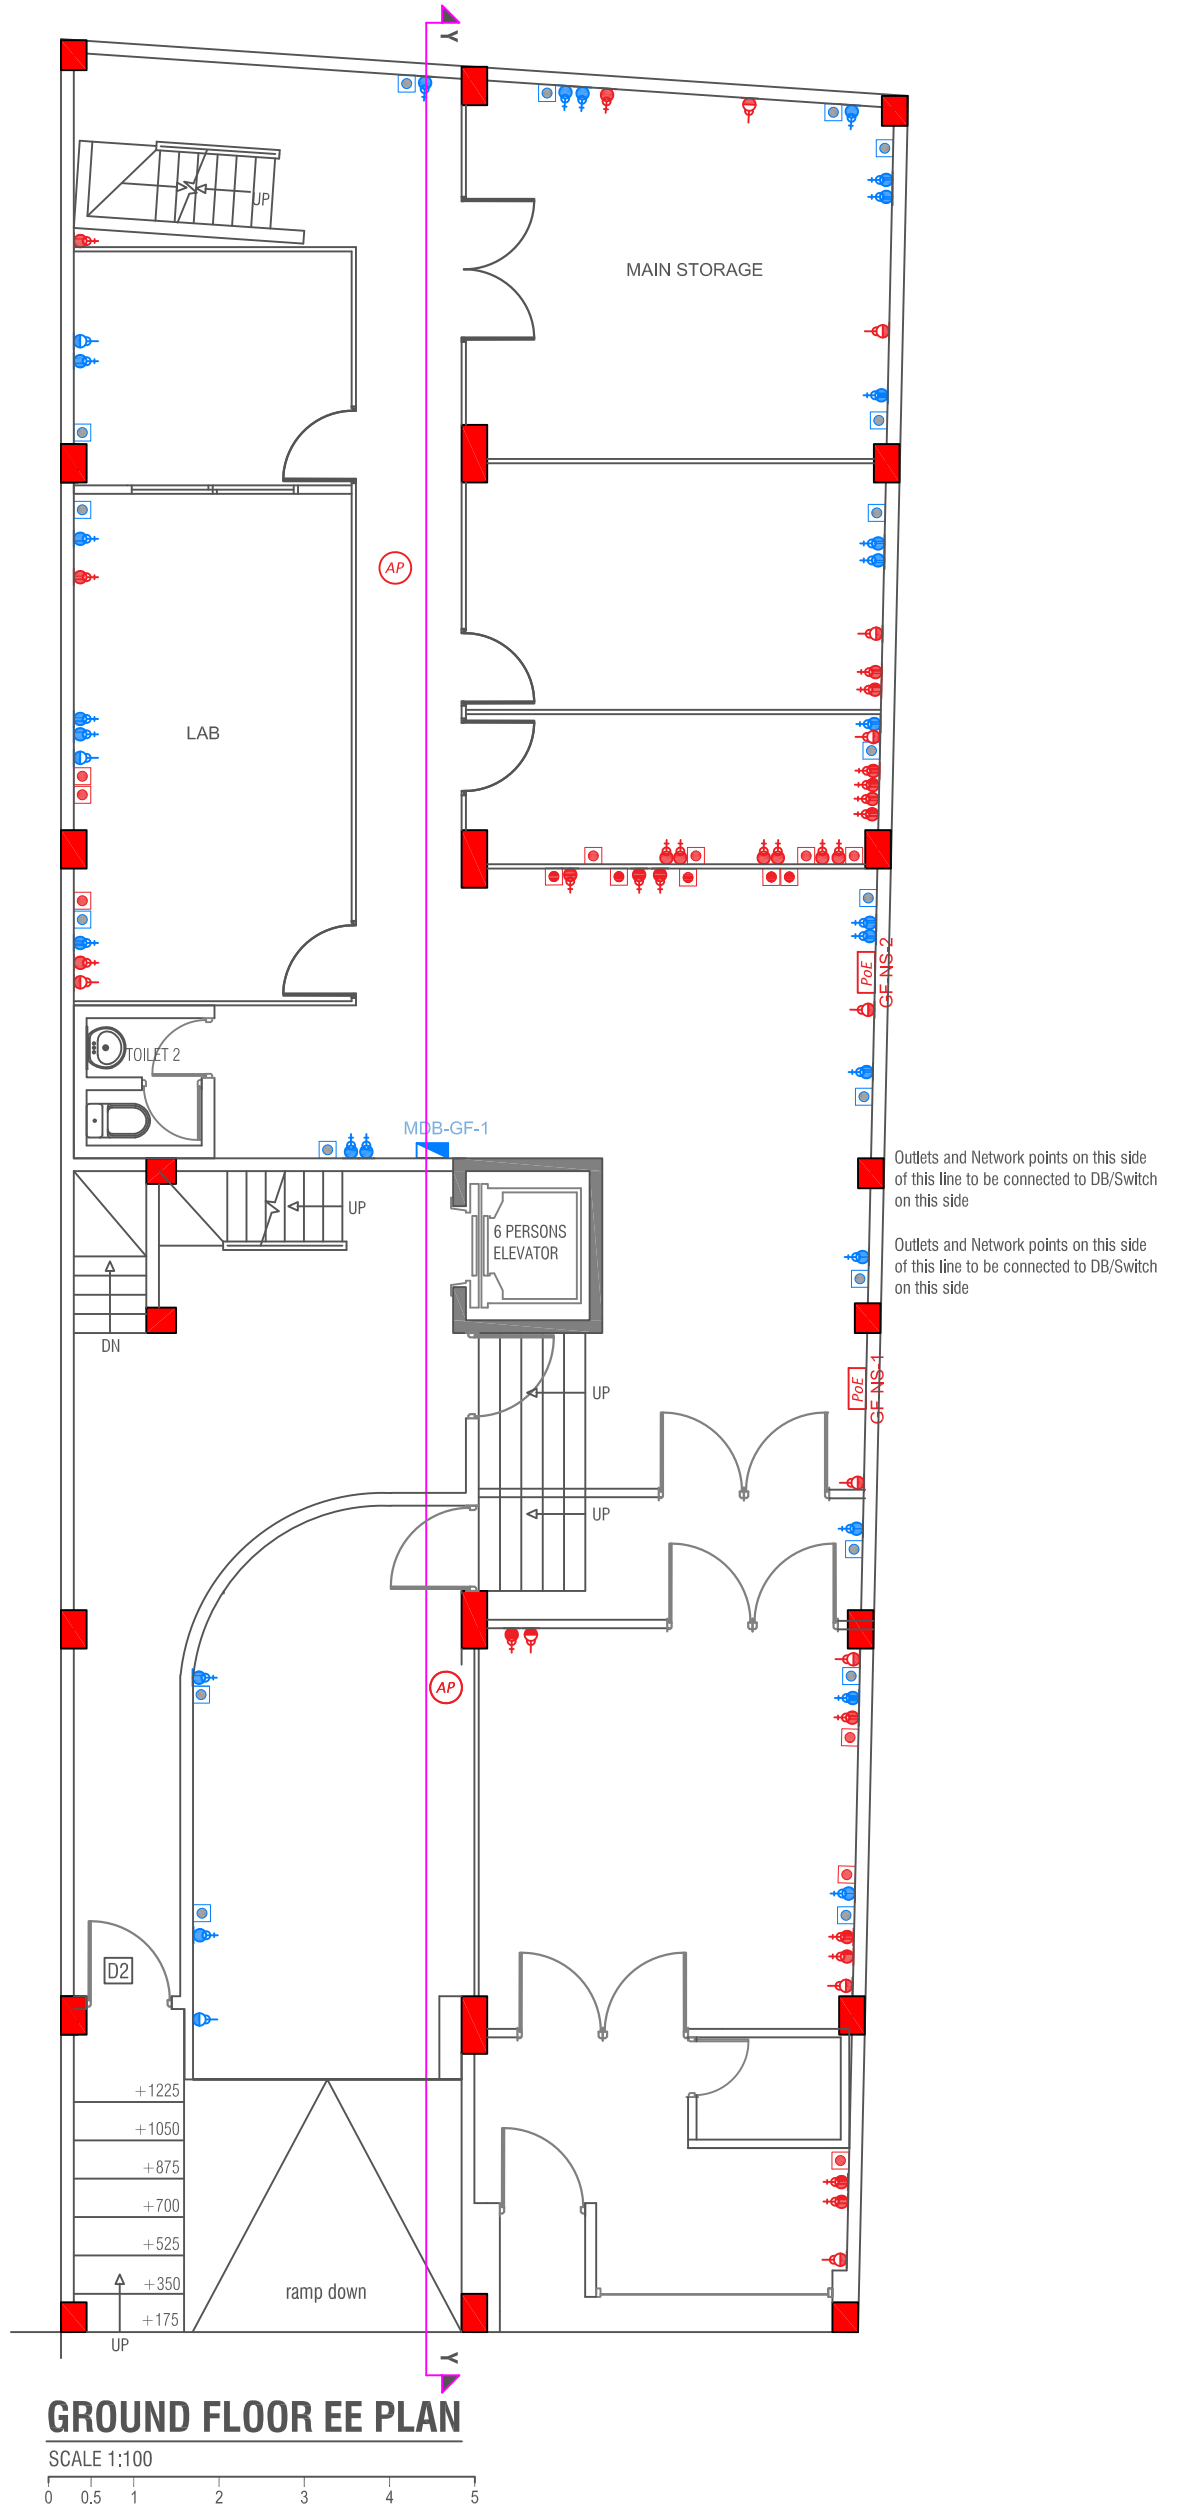 Y
UP
MAIN STORAGE
AP
LAB
PoE
GF-NS-2
TOILET 2
MDB-GF-1
Outlets and Network points on this side
of this line to be connected to DB/Switch
on this side
UP
6 PERSONS
ELEVATOR
Outlets and Network points on this side
of this line to be connected to DB/Switch
on this side
DN
PoE
GF-NS-1
UP
UP
AP
D2
+1225
+1050
+875
+700
+525
+350
+175
ramp down
UP
Y
GROUND FLOOR EE PLAN
SCALE 1:100
0 0.5 1 2 3 4 5